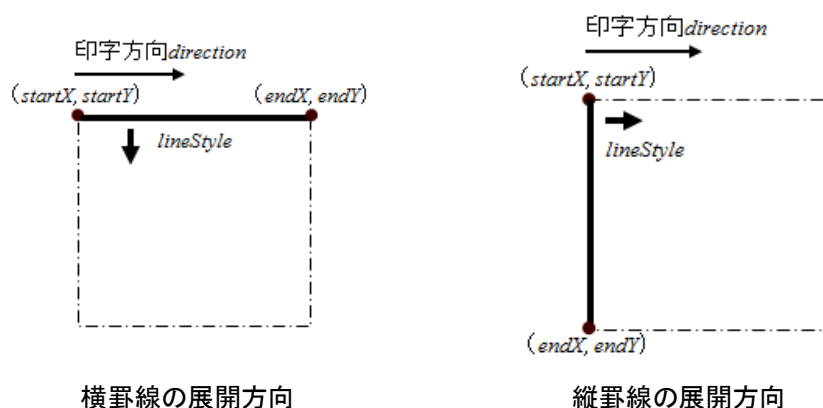 印字方向direction
(startX, startY)
(endX, endY)
lineStyle
横罫線の展開方向
印字方向direction
(startX, startY)
lineStyle
(endX, endY)
縦罫線の展開方向